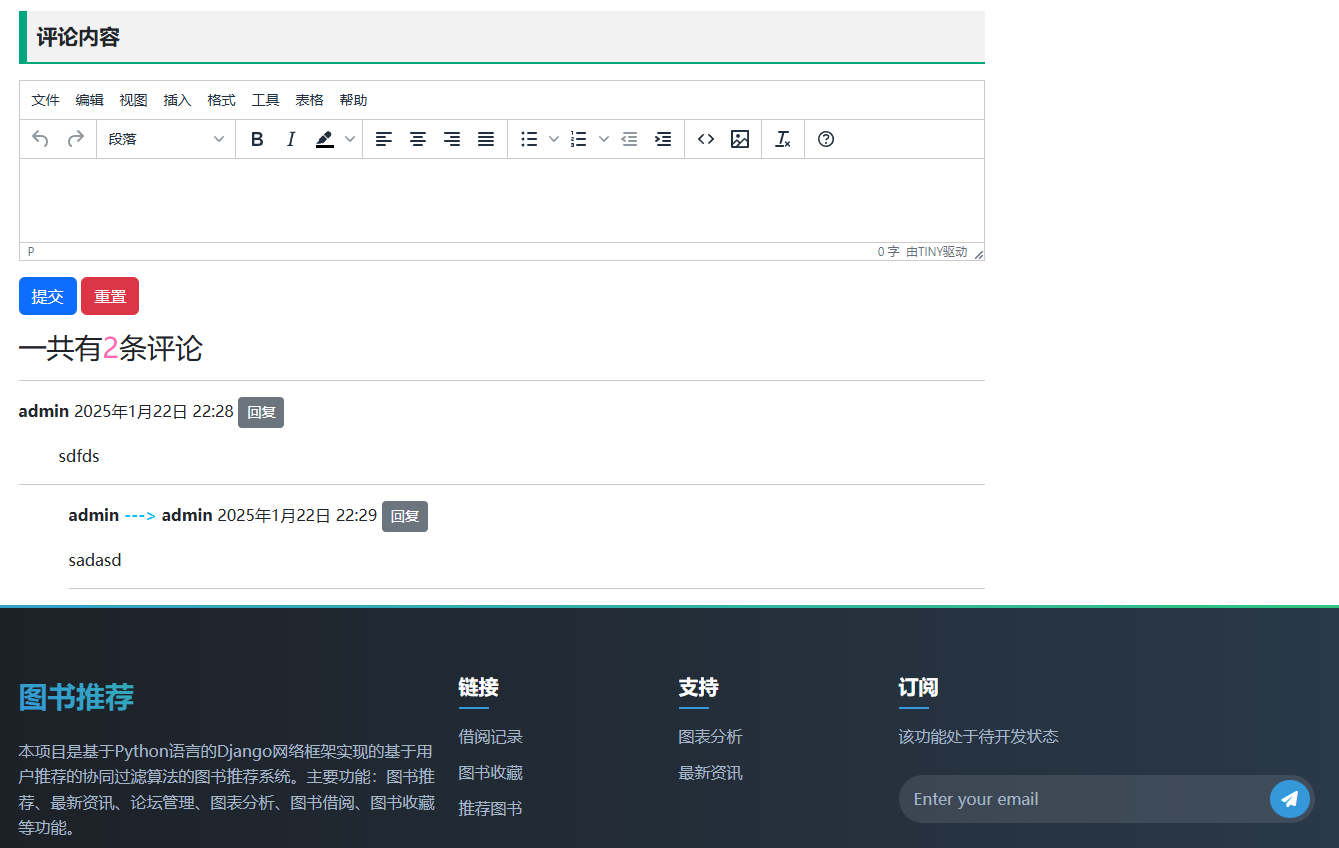 评论内容
文件 编辑 视图 插入 格式 工具 表格 帮助
段落 B I
P 0 字 由TINY驱动
提交 重置
一共有2条评论
admin 2025年1月22日 22:28 回复
sdfds
admin ---> admin 2025年1月22日 22:29 回复
sadasd
图书推荐
本项目是基于Python语言的Django网络框架实现的基于用
户推荐的协同过滤算法的图书推荐系统。主要功能：图书推
荐、最新资讯、论坛管理、图表分析、图书借阅、图书收藏
等功能。
链接
借阅记录
图书收藏
推荐图书
支持
图表分析
最新资讯
订阅
该功能处于待开发状态
Enter your email